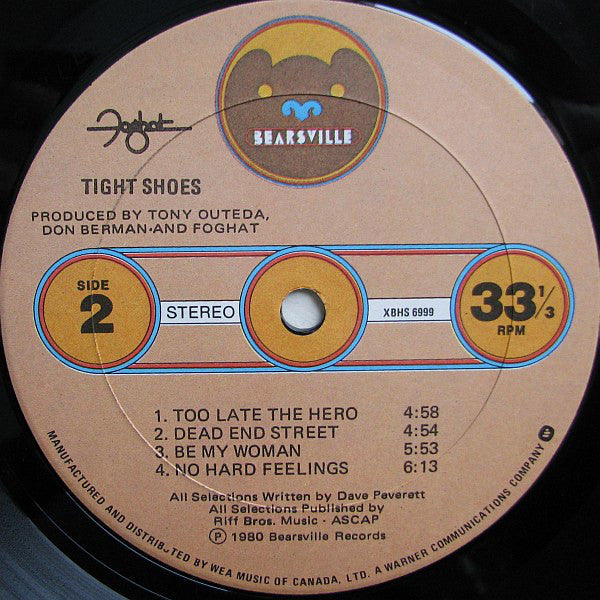 BEARSVILLE
Foghat
TIGHT SHOES
PRODUCED BY TONY OUTEDA,
DON BERMAN·AND FOGHAT
SIDE
2
STEREO
XBHS 6999
33 1/3
RPM
1. TOO LATE THE HERO 4:58
2. DEAD END STREET 4:54
3. BE MY WOMAN 5:53
4. NO HARD FEELINGS 6:13
All Selections Written by Dave Peverett
All Selections Published by
Riff Bros. Music - ASCAP
Ⓟ 1980 Bearsville Records
MANUFACTURED AND DISTRIBUTED BY WEA MUSIC OF CANADA, LTD. A WARNER COMMUNICATIONS COMPANY